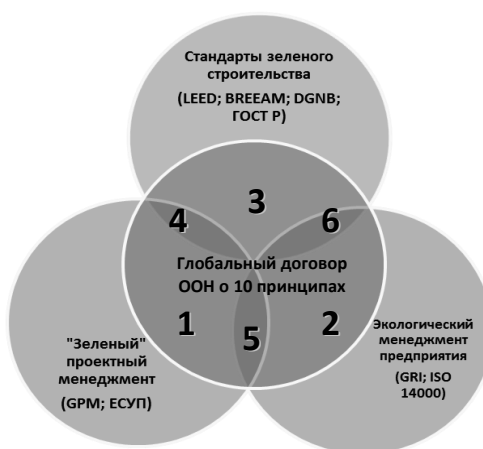 Стандарты зеленого
строительства
(LEED; BREEAM; DGNB;
ГОСТ Р)
3
4
6
Глобальный договор
ООН о 10 принципах
1
5
2
"Зеленый"
проектный
менеджмент
(GPM; ЕСУП)
Экологический
менеджмент
предприятия
(GRI; ISO
14000)